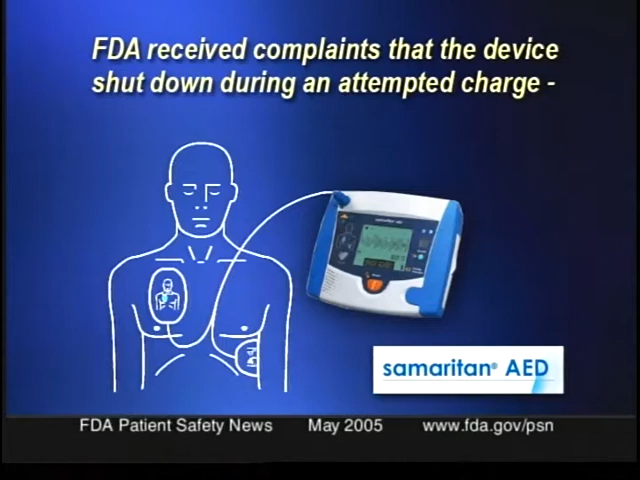 FDA received complaints that the device
shut down during an attempted charge -
samaritan® AED
FDA Patient Safety News May 2005 www.fda.gov/psn